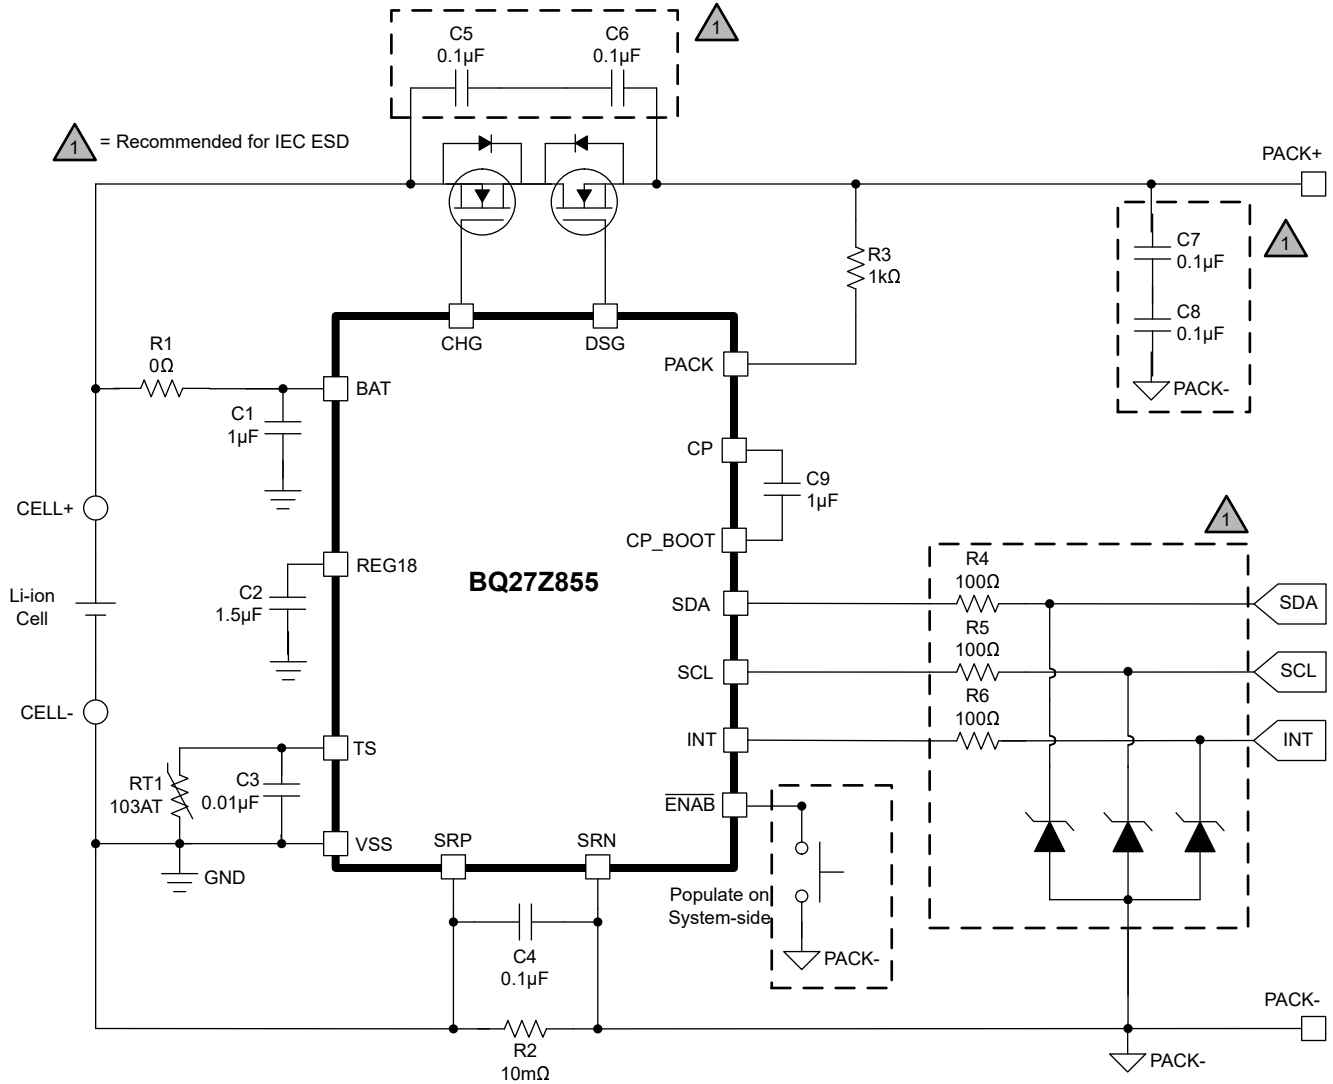 C5
0.1µF
C6
0.1µF
1
1
= Recommended for IEC ESD
PACK+
R3
1kΩ
C7
0.1µF
1
C8
0.1µF
PACK-
CHG
DSG
PACK
R1
0Ω
BAT
C1
1µF
CP
C9
1µF
CELL+
CP_BOOT
1
REG18
BQ27Z855
C2
1.5µF
Li-ion
Cell
SDA
R4
100Ω
SDA
SCL
R5
100Ω
SCL
CELL-
INT
R6
100Ω
INT
TS
RT1
103AT
C3
0.01µF
ENAB
VSS
SRP
SRN
GND
Populate on
System-side
PACK-
C4
0.1µF
PACK-
R2
10mΩ
PACK-